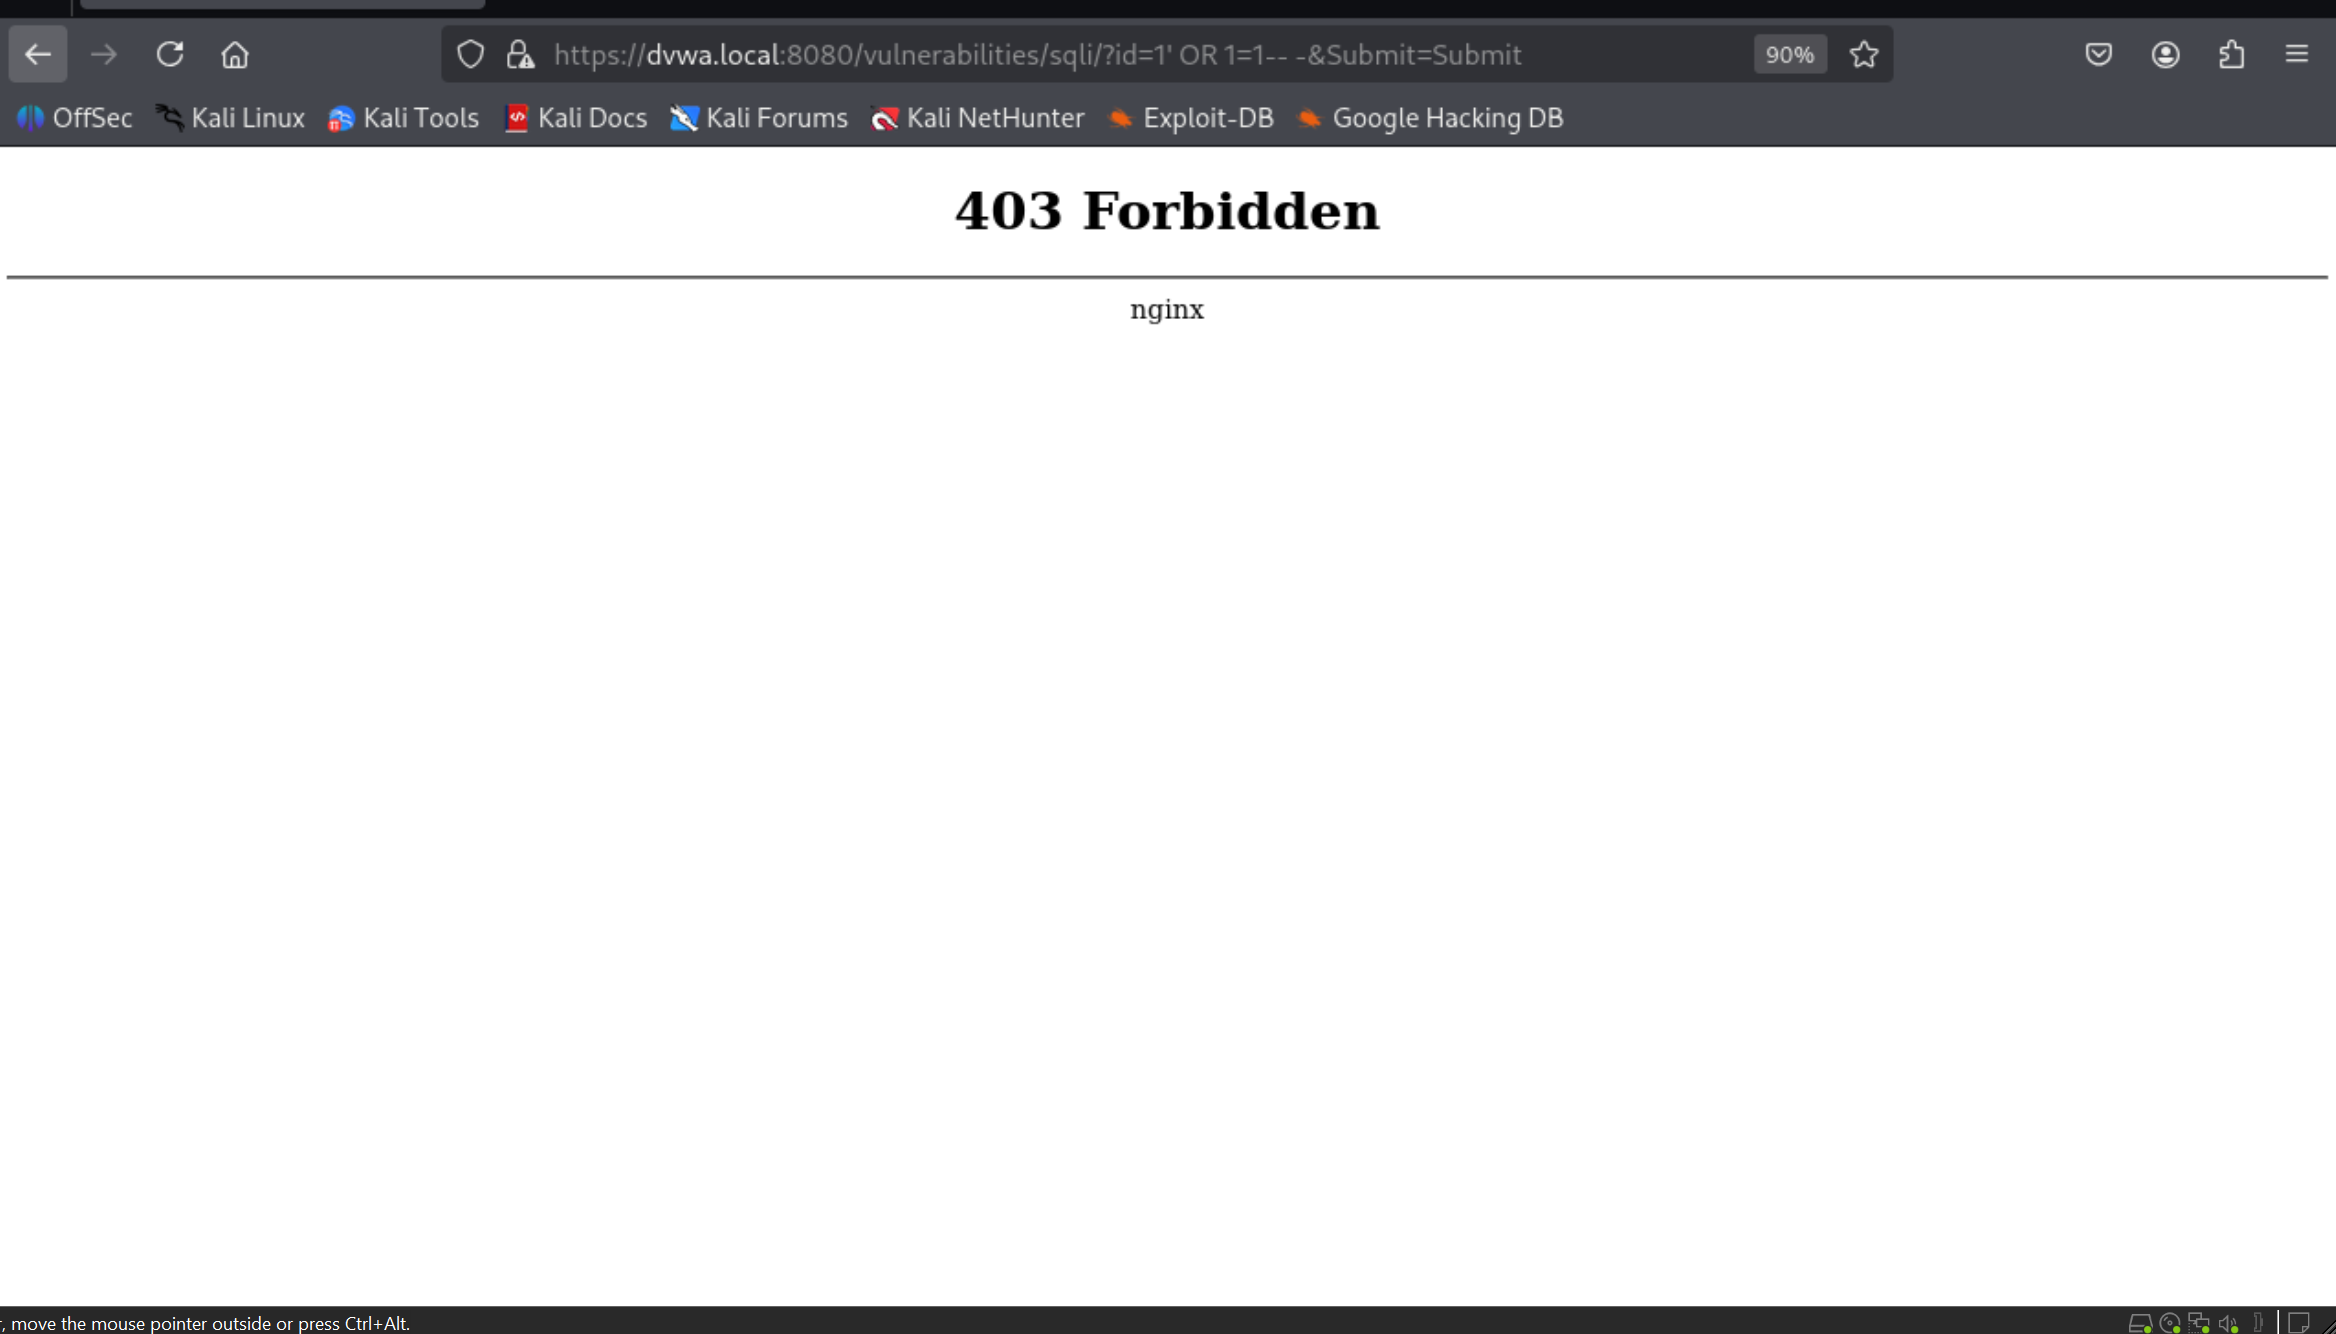 https://dvwa.local:8080/vulnerabilities/sqli/?id=1' OR 1=1-- -&Submit=Submit 90%
OffSec Kali Linux Kali Tools Kali Docs Kali Forums Kali NetHunter Exploit-DB Google Hacking DB
403 Forbidden
nginx
, move the mouse pointer outside or press Ctrl+Alt.